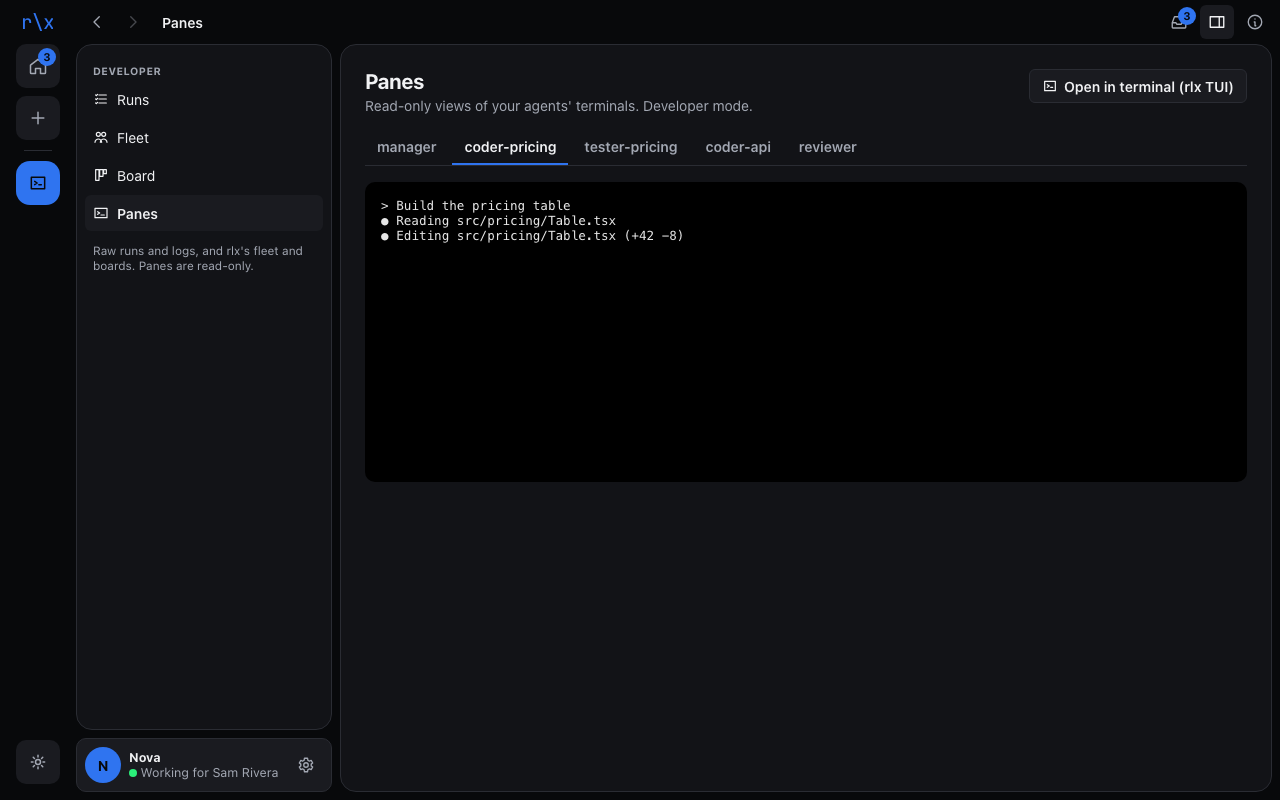 r\x
Panes
3
3
DEVELOPER
Runs
Fleet
Board
Panes
Raw runs and logs, and rlx's fleet and
boards. Panes are read-only.
Panes
Read-only views of your agents' terminals. Developer mode.
Open in terminal (rlx TUI)
manager coder-pricing tester-pricing coder-api reviewer
> Build the pricing table
● Reading src/pricing/Table.tsx
● Editing src/pricing/Table.tsx (+42 −8)
N
Nova
Working for Sam Rivera